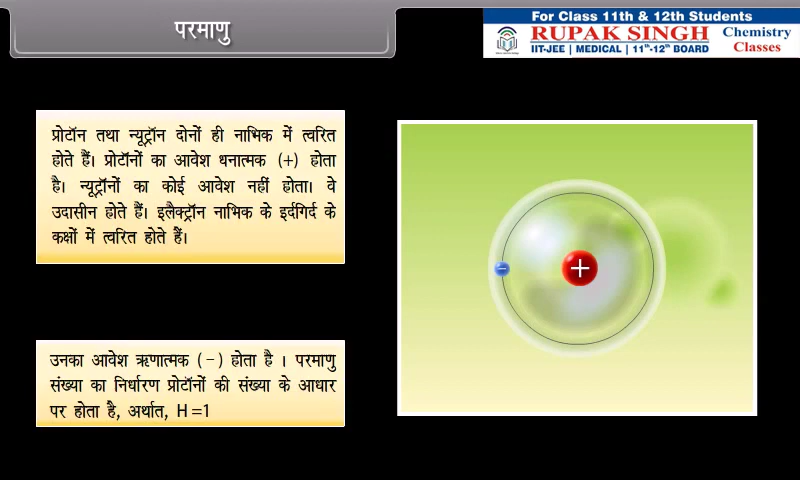 परमाणु
For Class 11th & 12th Students
RUPAK SINGH
IIT-JEE | MEDICAL | 11th-12th BOARD
Chemistry
Classes
प्रोटॉन तथा न्यूट्रॉन दोनों ही नाभिक में त्वरित
होते हैं। प्रोटॉनों का आवेश धनात्मक (+) होता
है। न्यूट्रॉनों का कोई आवेश नहीं होता। वे
उदासीन होते हैं। इलैक्ट्रॉन नाभिक के इर्दगिर्द के
कक्षों में त्वरित होते हैं।
−
+
उनका आवेश ऋणात्मक (−) होता है । परमाणु
संख्या का निर्धारण प्रोटॉनों की संख्या के आधार
पर होता है, अर्थात, H=1